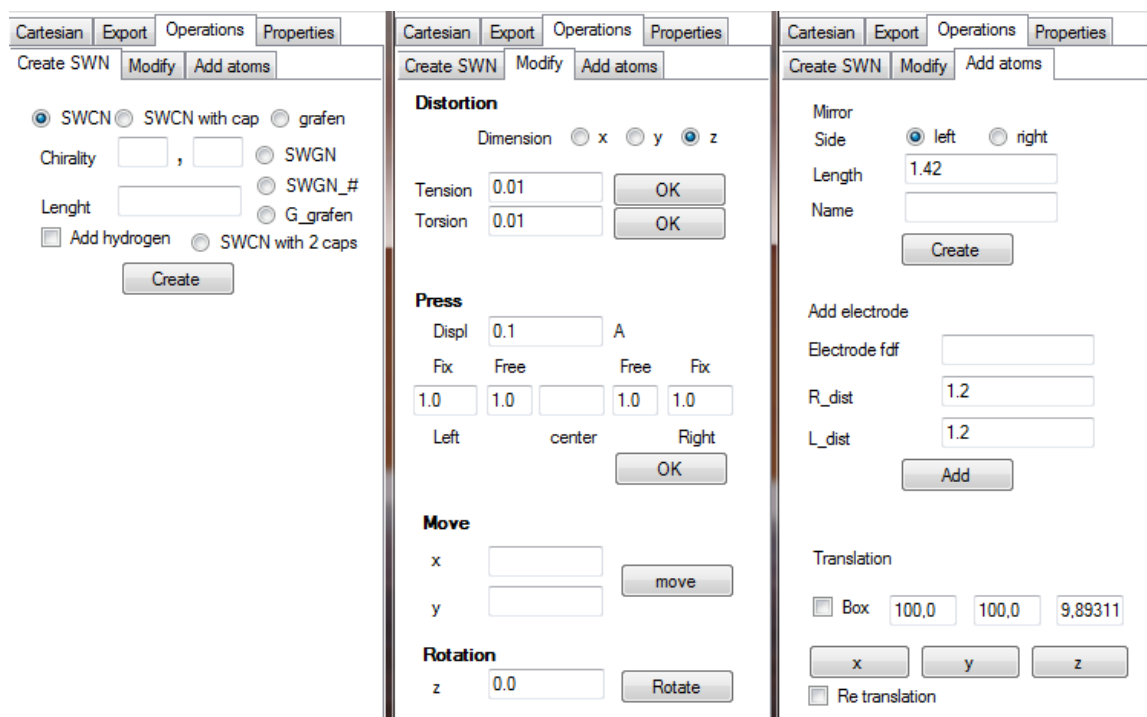 Cartesian Export Operations Properties
Create SWN Modify Add atoms
SWCN SWCN with cap grafen
Chirality , SWGN
SWGN_#
Lenght
G_grafen
Add hydrogen SWCN with 2 caps
Create
Cartesian Export Operations Properties
Create SWN Modify Add atoms
Distortion
Dimension x y z
Tension 0.01 OK
Torsion 0.01 OK
Press
Displ 0.1 A
Fix Free Free Fix
1.0 1.0 1.0 1.0
Left center Right
OK
Move
x
move
y
Rotation
z 0.0 Rotate
Cartesian Export Operations Properties
Create SWN Modify Add atoms
Mirror
Side left right
Length 1.42
Name
Create
Add electrode
Electrode fdf
R_dist 1.2
L_dist 1.2
Add
Translation
Box 100,0 100,0 9,89311
x y z
Re translation